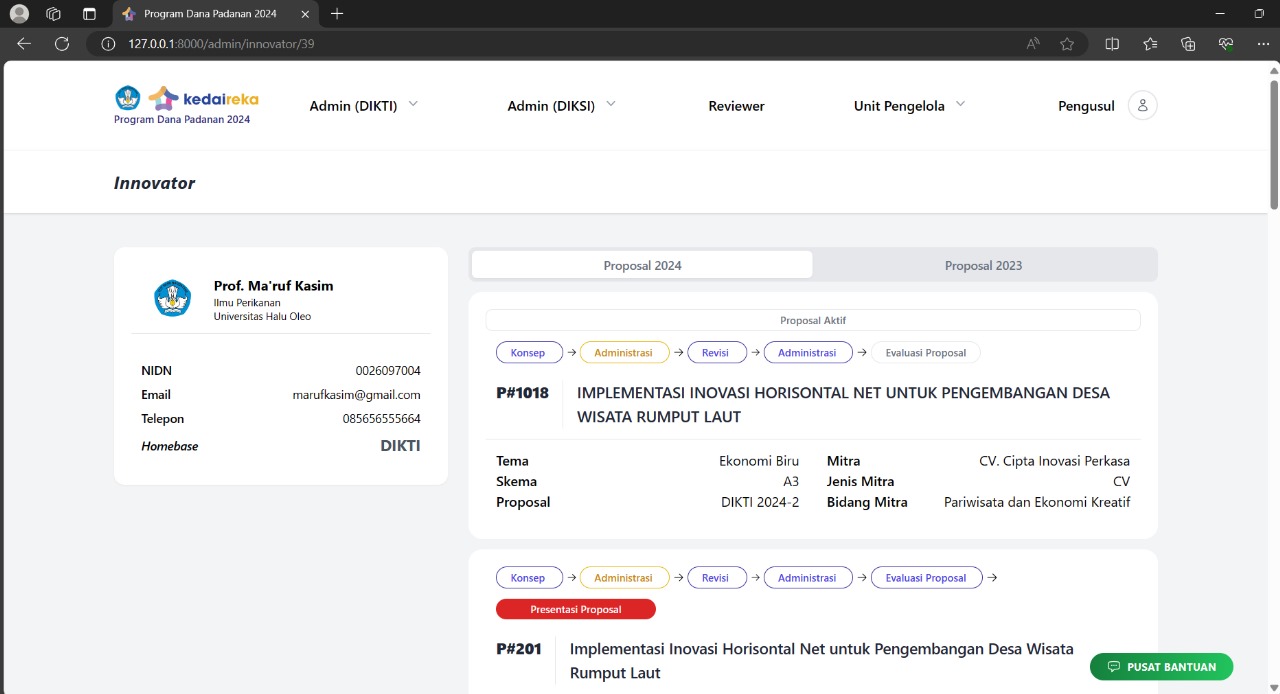 Program Dana Padanan 2024
127.0.0.1:8000/admin/innovator/39
kedaireka
Program Dana Padanan 2024
Admin (DIKTI)
Admin (DIKSI)
Reviewer
Unit Pengelola
Pengusul
Innovator
Prof. Ma'ruf Kasim
Ilmu Perikanan
Universitas Halu Oleo
NIDN 0026097004
Email marufkasim@gmail.com
Telepon 085656555664
Homebase DIKTI
Proposal 2024
Proposal 2023
Proposal Aktif
Konsep → Administrasi → Revisi → Administrasi → Evaluasi Proposal
P#1018
IMPLEMENTASI INOVASI HORISONTAL NET UNTUK PENGEMBANGAN DESA
WISATA RUMPUT LAUT
Tema Ekonomi Biru
Skema A3
Proposal DIKTI 2024-2
Mitra CV. Cipta Inovasi Perkasa
Jenis Mitra CV
Bidang Mitra Pariwisata dan Ekonomi Kreatif
Konsep → Administrasi → Revisi → Administrasi → Evaluasi Proposal →
Presentasi Proposal
P#201
Implementasi Inovasi Horisontal Net untuk Pengembangan Desa Wisata
Rumput Laut
PUSAT BANTUAN